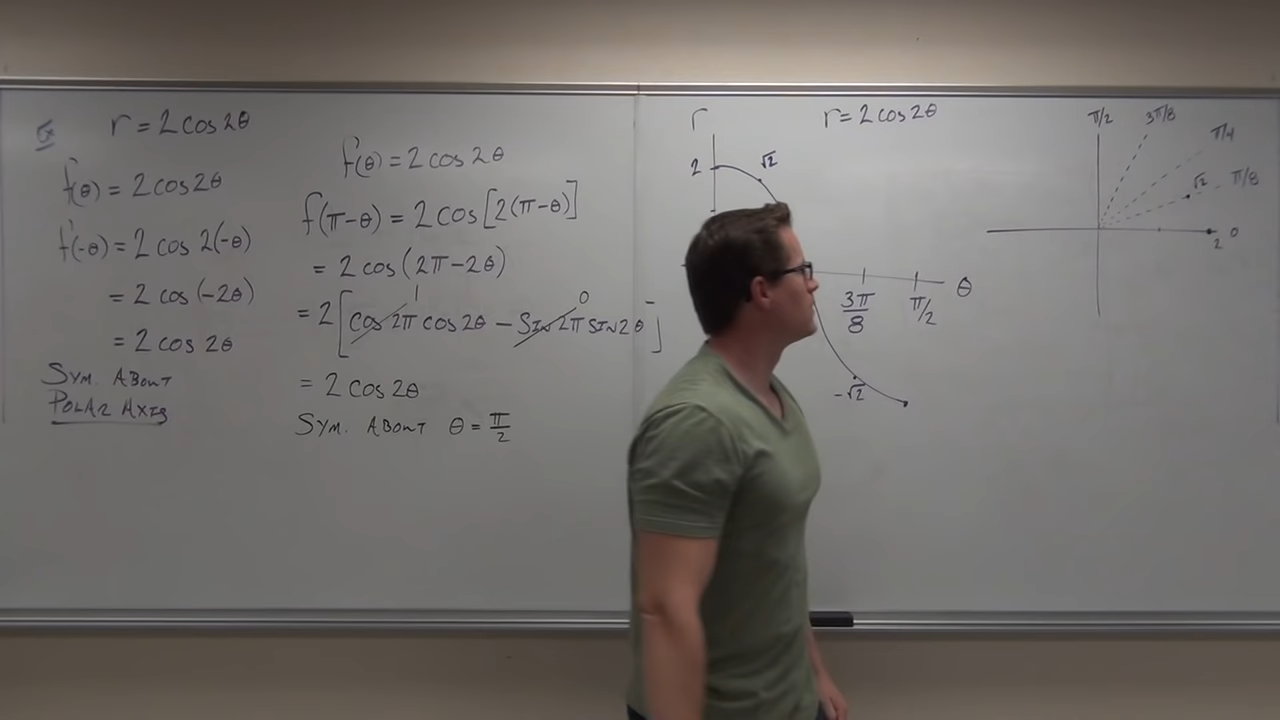 Ex
r = 2 cos 2θ
f(θ) = 2 cos 2θ
f(-θ) = 2 cos 2(-θ)
= 2 cos (-2θ)
= 2 cos 2θ
SYM. ABOUT
POLAR AXIS
f(θ) = 2 cos 2θ
f(π-θ) = 2 cos [2(π-θ)]
= 2 cos (2π-2θ)
1 0
= 2 [cos 2π cos 2θ - SIN 2π SIN 2θ]
= 2 cos 2θ
SYM. ABOUT θ = π/2
r
r = 2 cos 2θ
2
√2
3π/8
π/2
θ
-√2
π/2
3π/8
π/4
√2
π/8
2
0